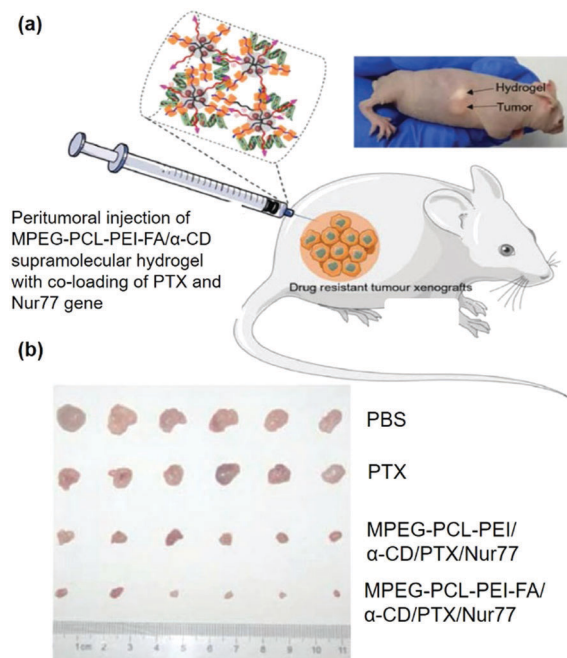 (a)
Hydrogel
Tumor
Peritumoral injection of
MPEG-PCL-PEI-FA/α-CD
supramolecular hydrogel
with co-loading of PTX and
Nur77 gene
Drug resistant tumour xenografts
(b)
PBS
PTX
MPEG-PCL-PEI/
α-CD/PTX/Nur77
MPEG-PCL-PEI-FA/
α-CD/PTX/Nur77
1cm 2 3 4 5 6 7 8 9 10 11